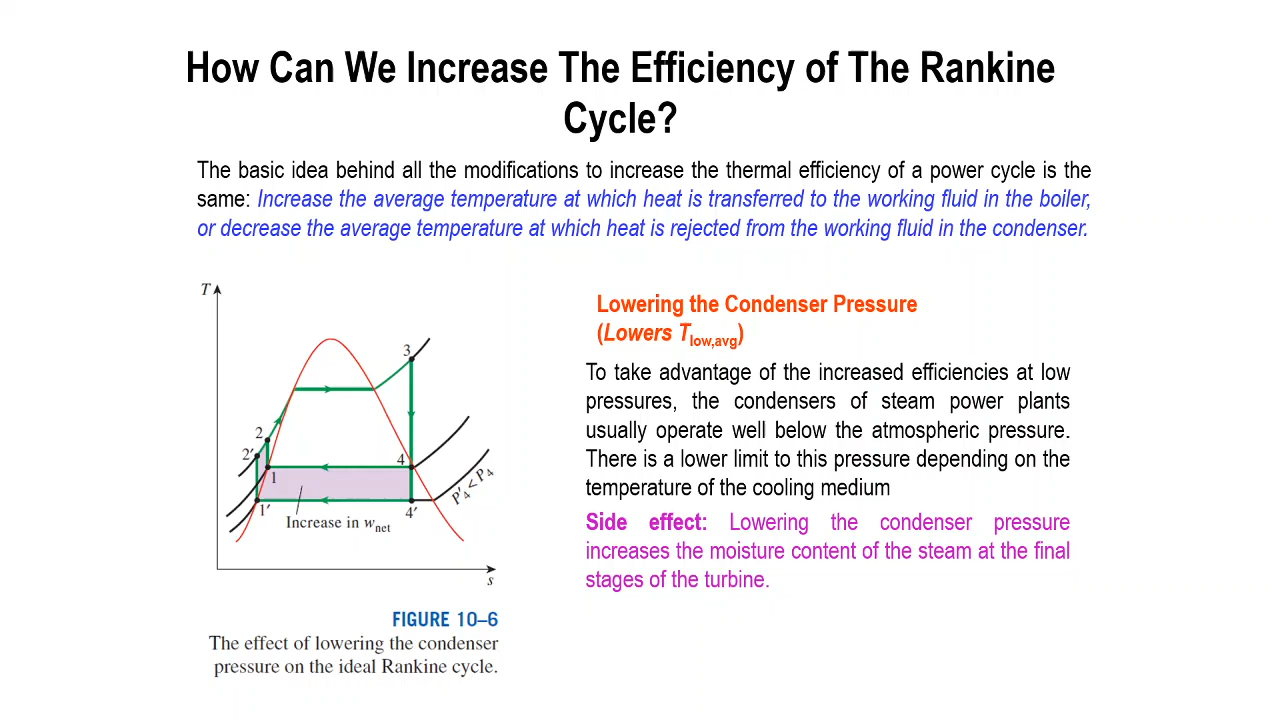 How Can We Increase The Efficiency of The Rankine
Cycle?
The basic idea behind all the modifications to increase the thermal efficiency of a power cycle is the
same: Increase the average temperature at which heat is transferred to the working fluid in the boiler,
or decrease the average temperature at which heat is rejected from the working fluid in the condenser.
T
3
2
2′
4
1
1′
4′
P′4 < P4
Increase in wnet
s
FIGURE 10–6
The effect of lowering the condenser
pressure on the ideal Rankine cycle.
Lowering the Condenser Pressure
(Lowers Tlow,avg)
To take advantage of the increased efficiencies at low
pressures, the condensers of steam power plants
usually operate well below the atmospheric pressure.
There is a lower limit to this pressure depending on the
temperature of the cooling medium
Side effect: Lowering the condenser pressure
increases the moisture content of the steam at the final
stages of the turbine.